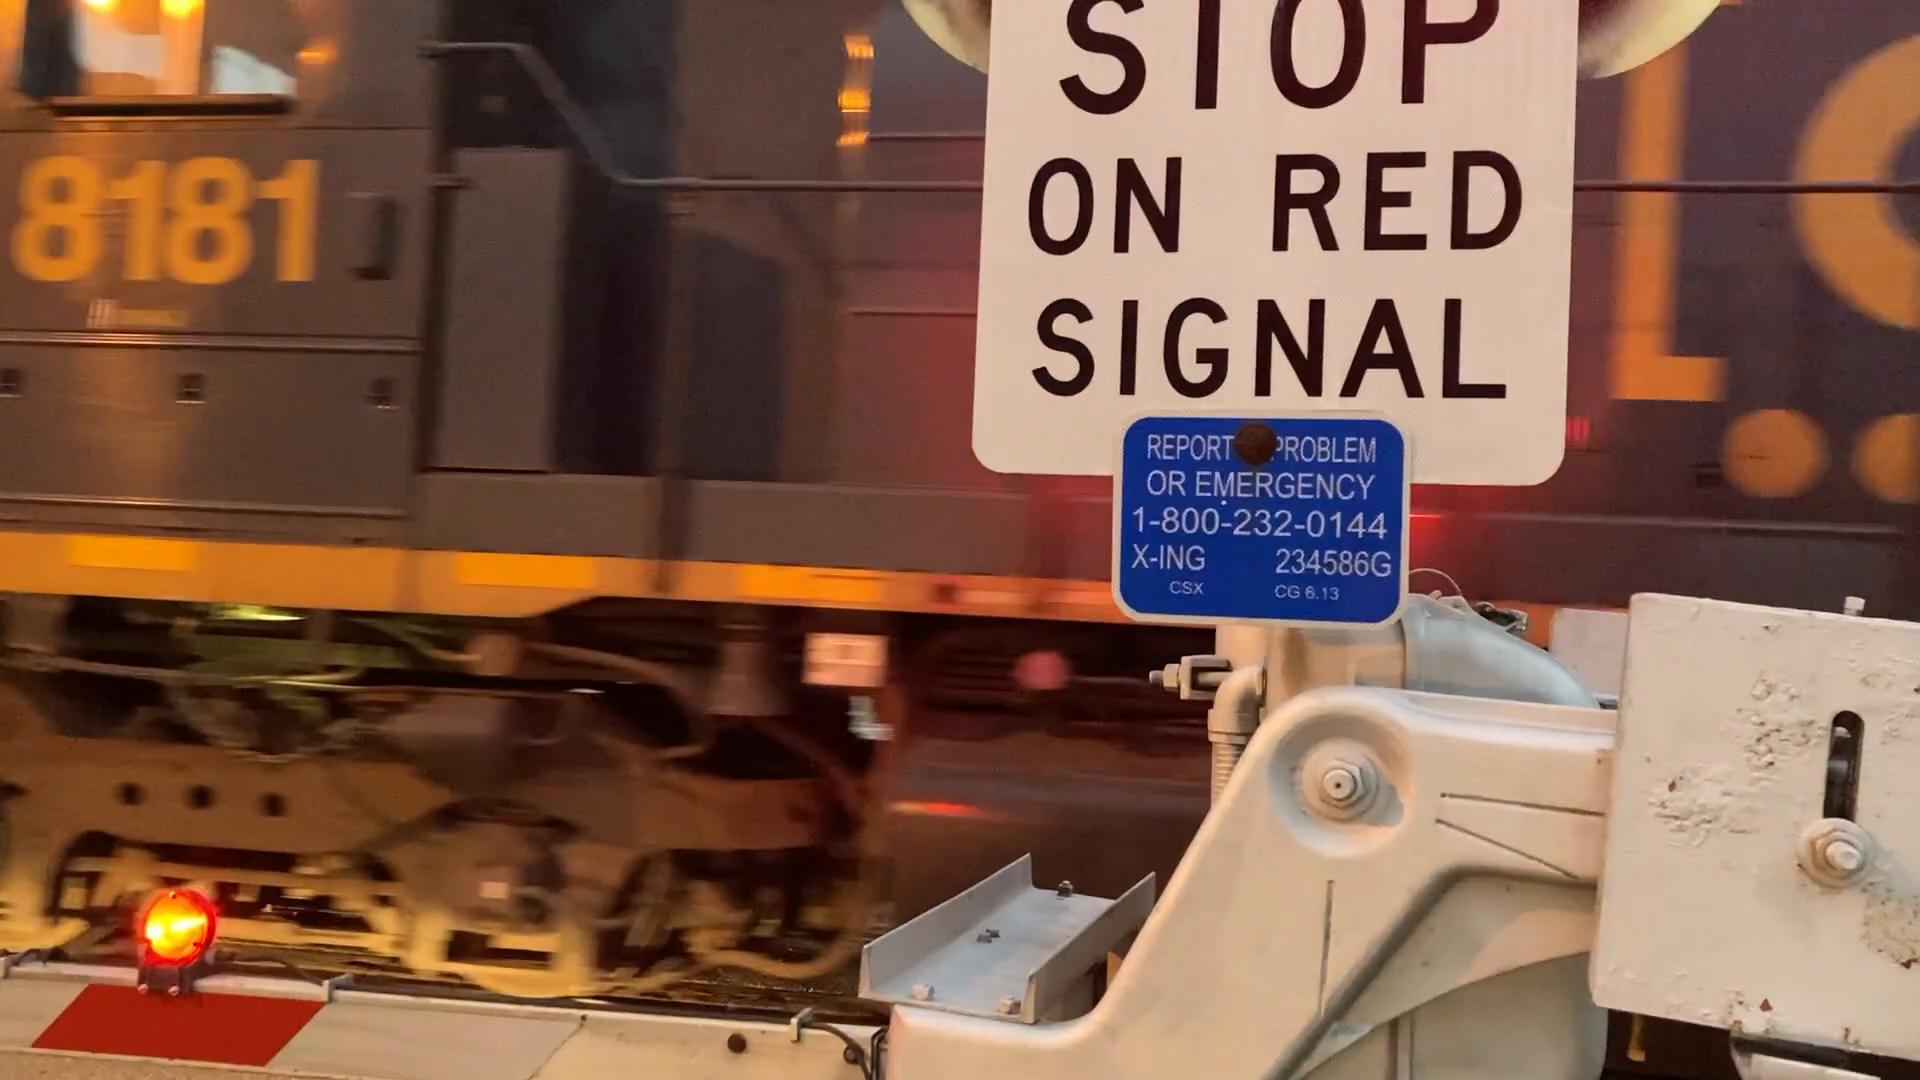 8181
STOP
ON RED
SIGNAL
REPORT PROBLEM
OR EMERGENCY
1-800-232-0144
X-ING 234586G
CSX CG 6.13